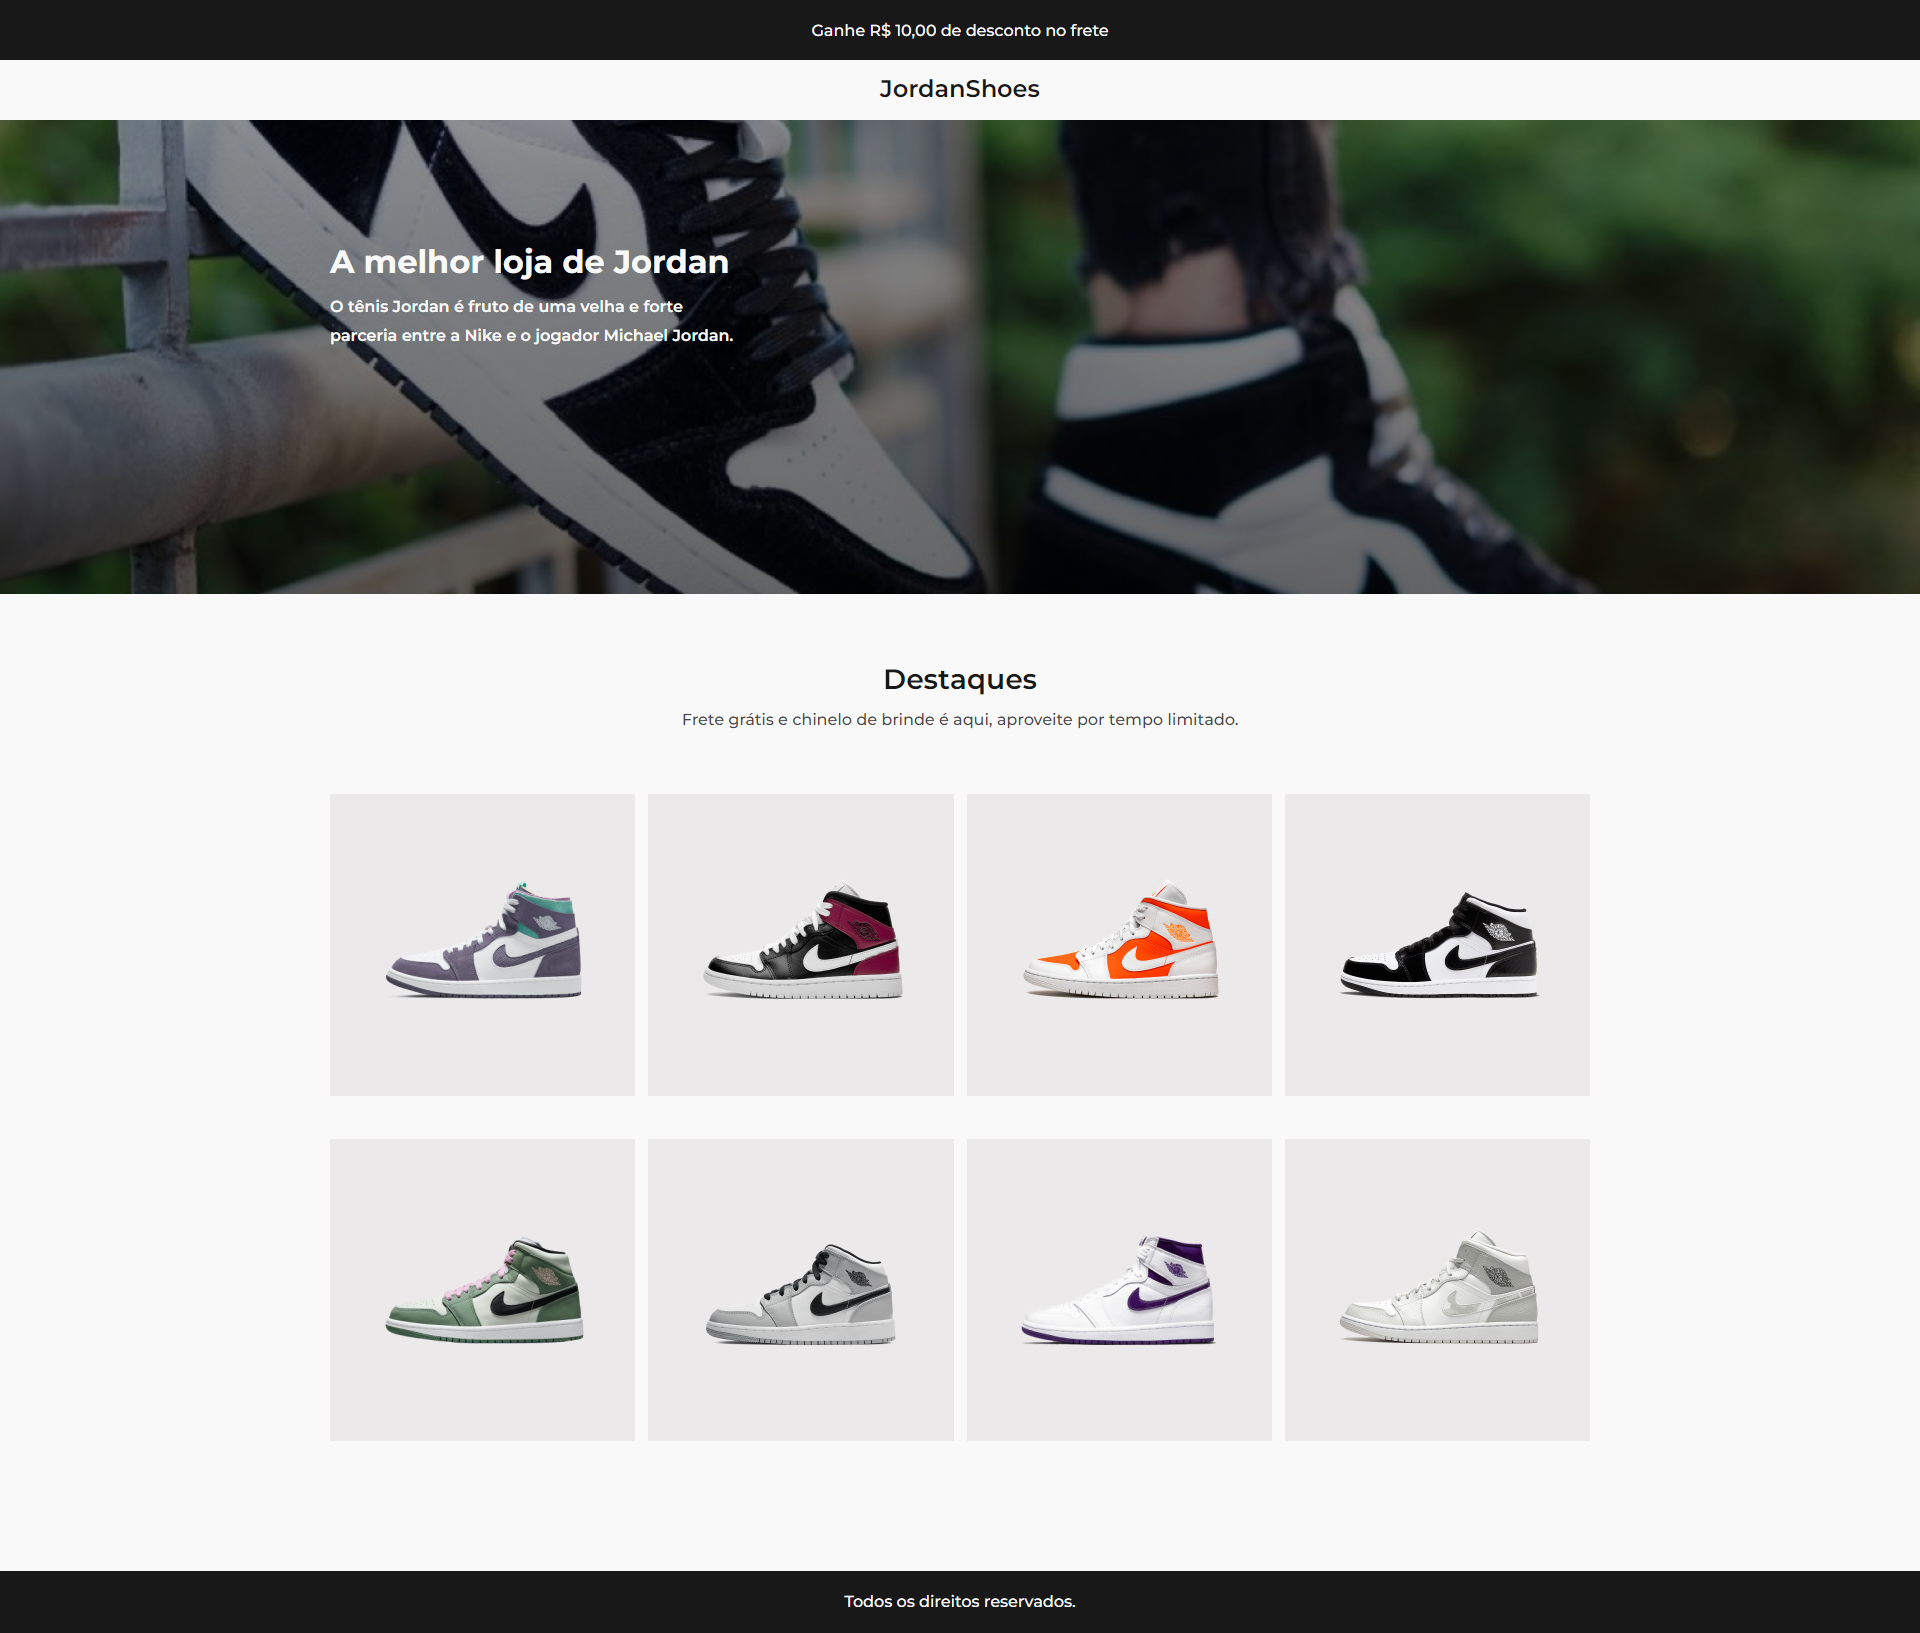 Ganhe R$ 10,00 de desconto no frete
JordanShoes
A melhor loja de Jordan
O tênis Jordan é fruto de uma velha e forte
parceria entre a Nike e o jogador Michael Jordan.
Destaques
Frete grátis e chinelo de brinde é aqui, aproveite por tempo limitado.
Todos os direitos reservados.